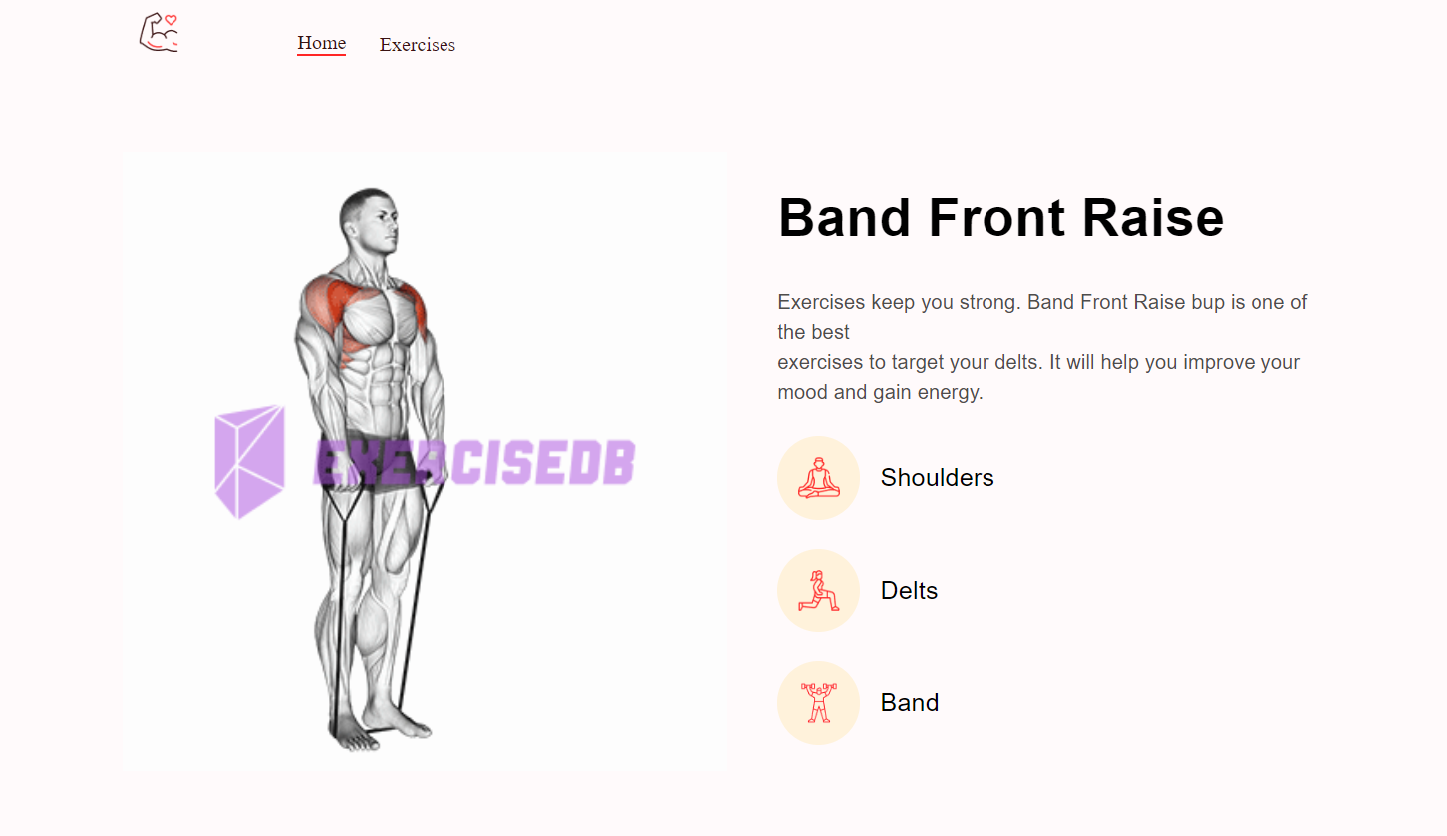 Home
Exercises
Band Front Raise
Exercises keep you strong. Band Front Raise bup is one of
the best
exercises to target your delts. It will help you improve your
mood and gain energy.
EXERCISEDB
Shoulders
Delts
Band